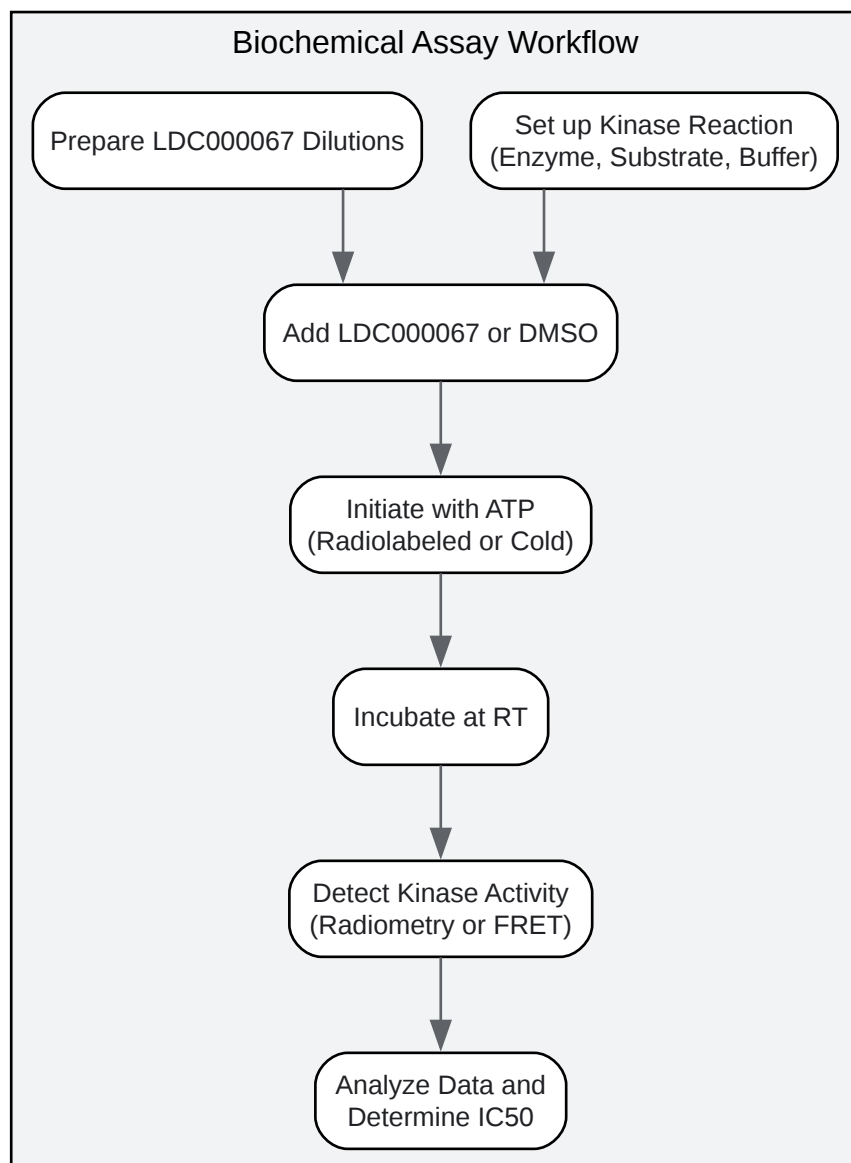 Biochemical Assay Workflow
Prepare LDC000067 Dilutions
Set up Kinase Reaction
(Enzyme, Substrate, Buffer)
Add LDC000067 or DMSO
Initiate with ATP
(Radiolabeled or Cold)
Incubate at RT
Detect Kinase Activity
(Radiometry or FRET)
Analyze Data and
Determine IC50